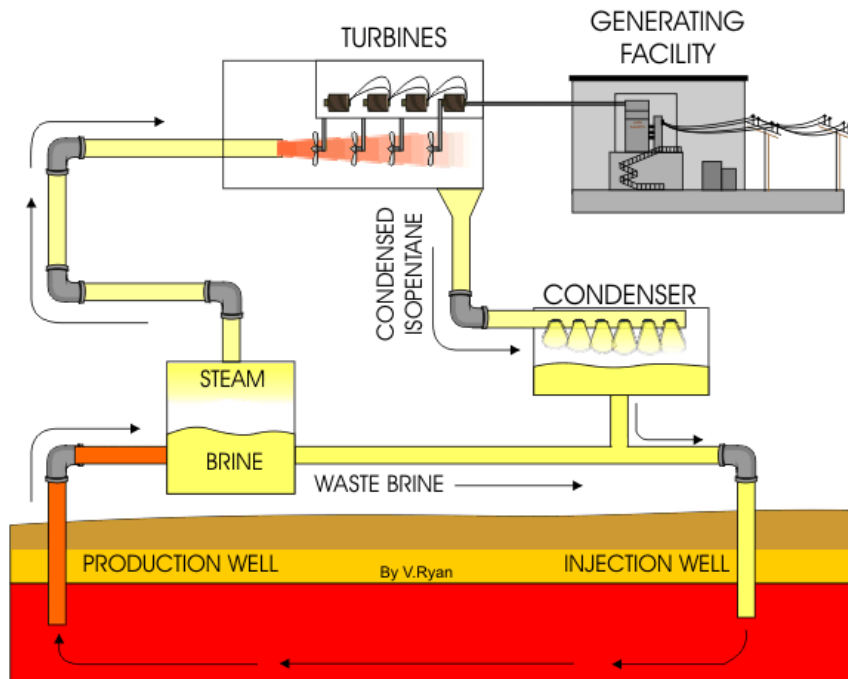 TURBINES
GENERATING
FACILITY
CONDENSED
ISOPENTANE
CONDENSER
STEAM
BRINE
WASTE BRINE
PRODUCTION WELL
By V.Ryan
INJECTION WELL